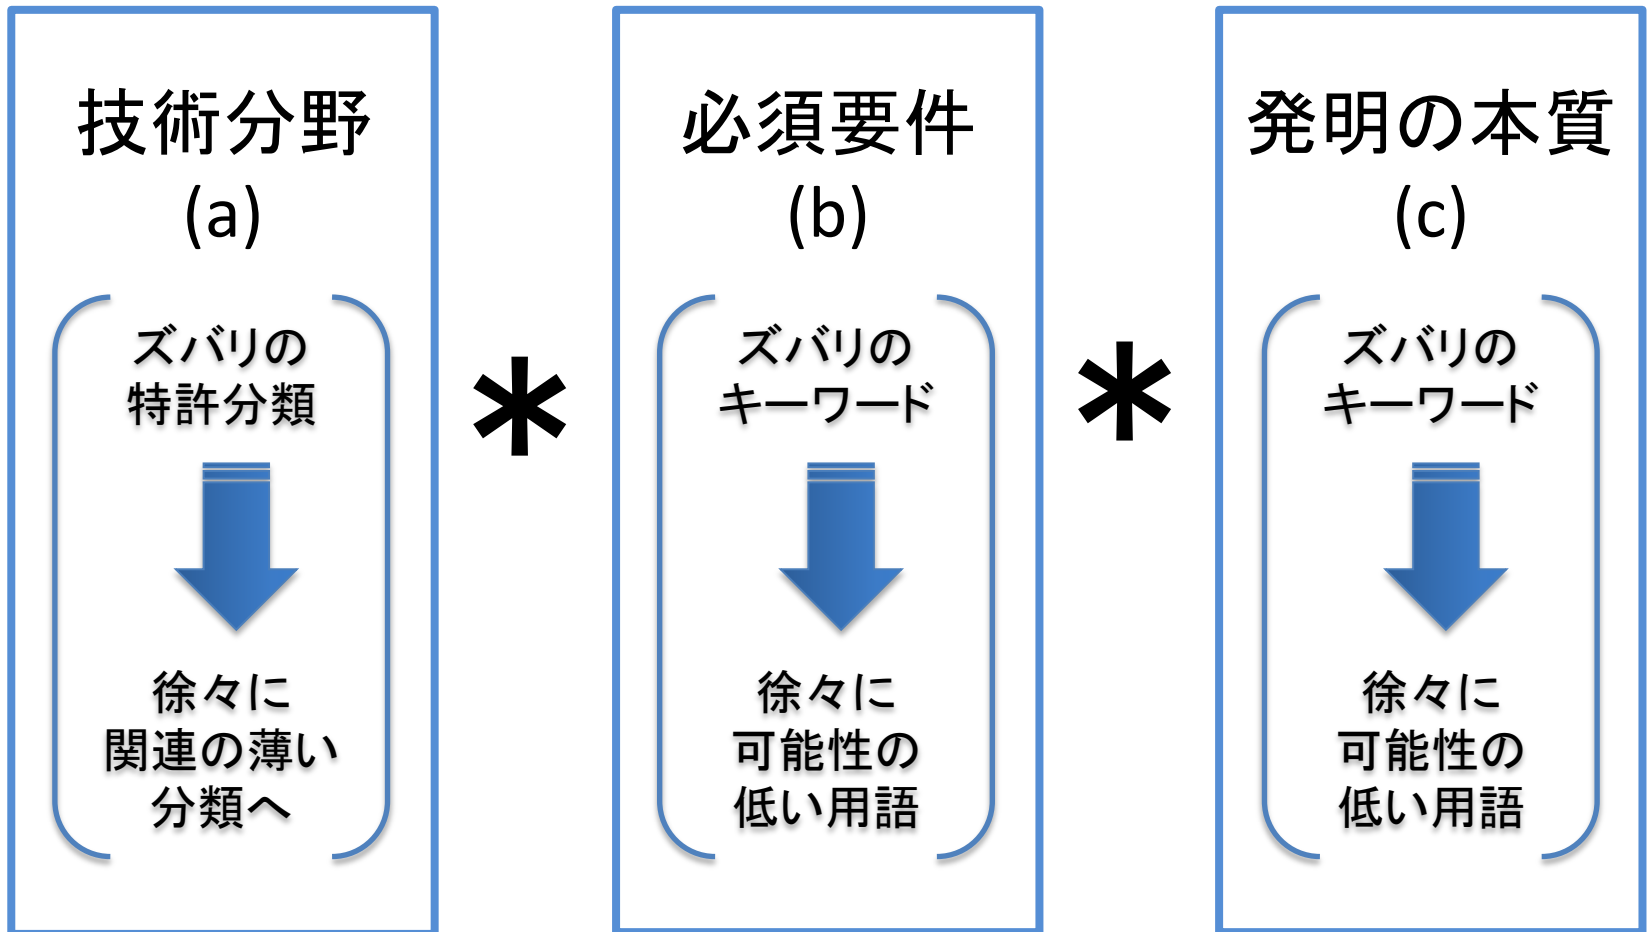 技術分野
(a)
ズバリの
特許分類
徐々に
関連の薄い
分類へ
*
必須要件
(b)
ズバリの
キーワード
徐々に
可能性の
低い用語
*
発明の本質
(c)
ズバリの
キーワード
徐々に
可能性の
低い用語